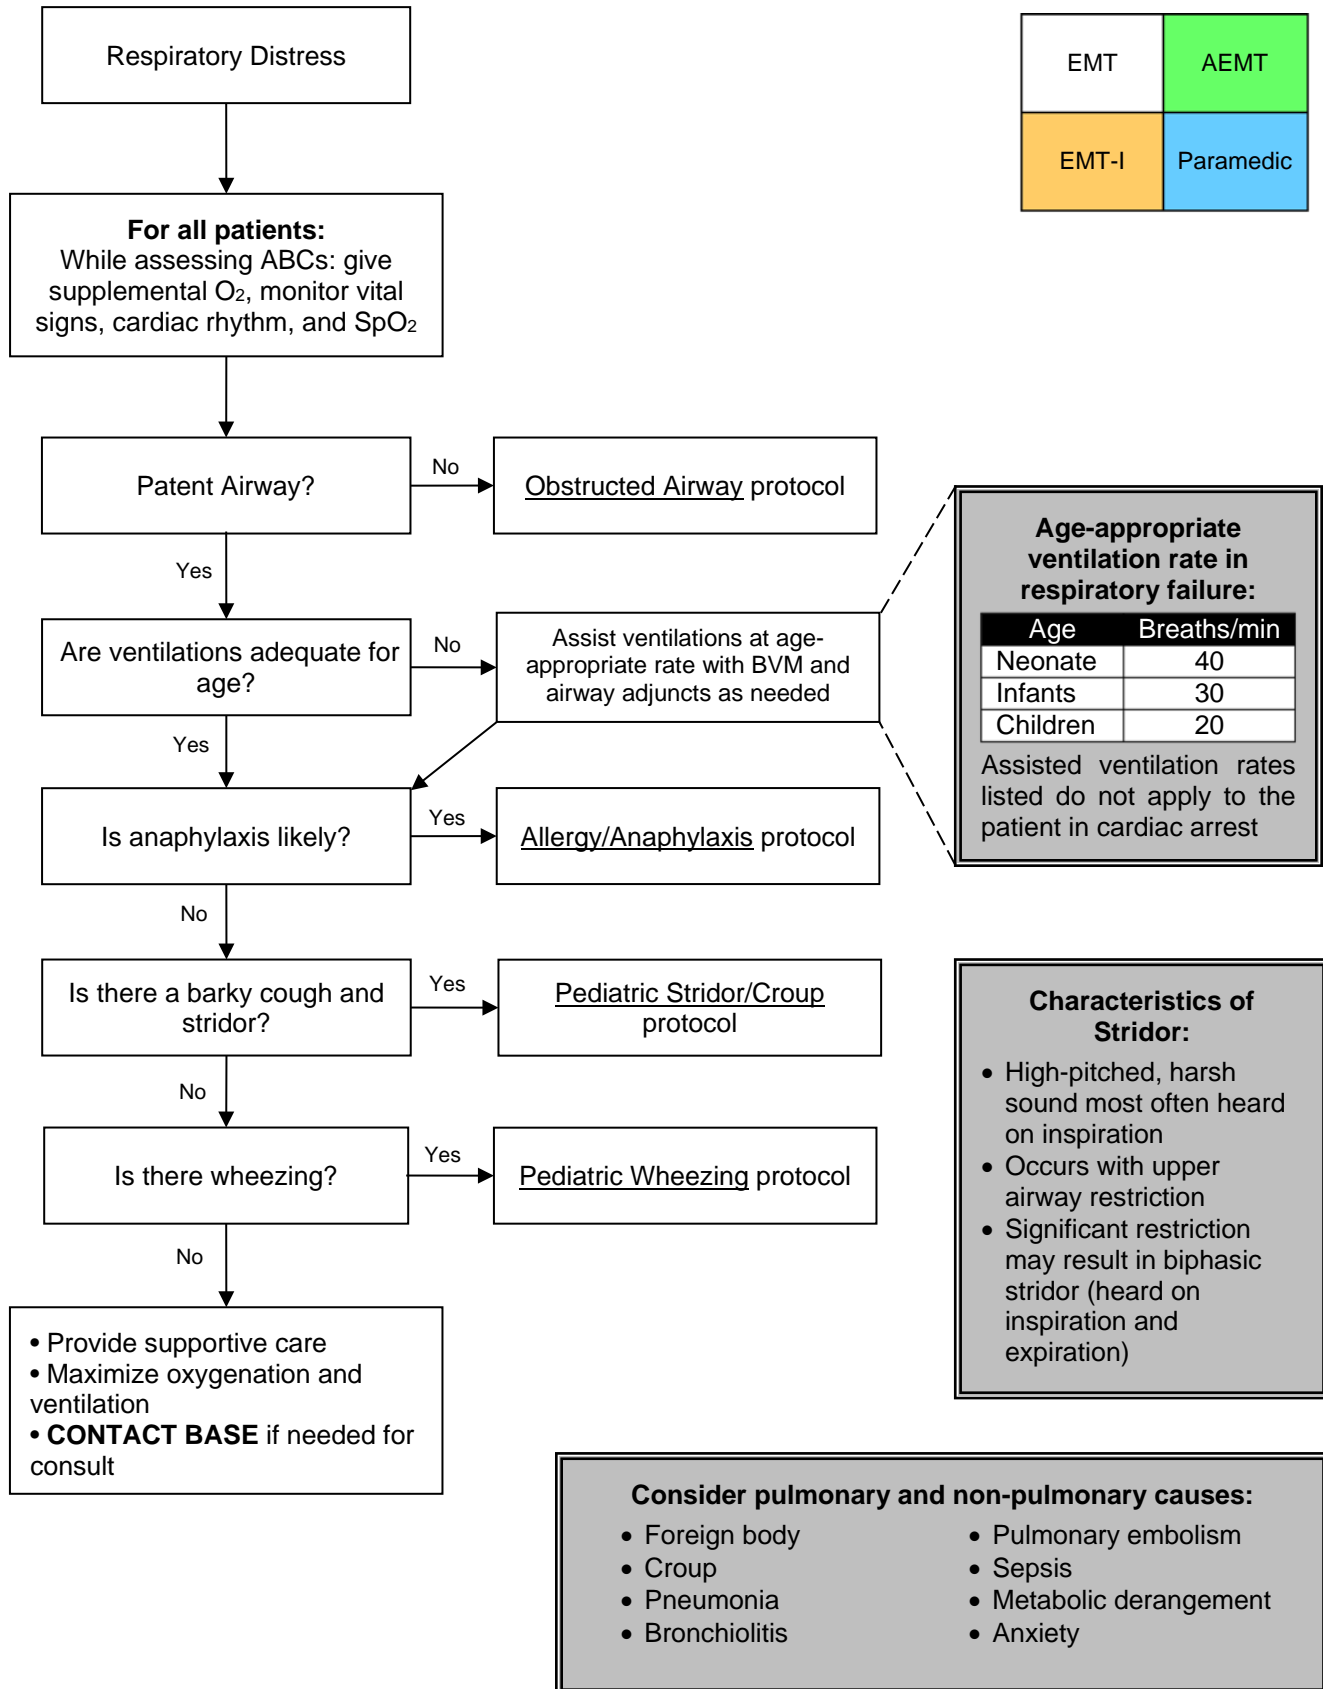 Respiratory Distress
EMT
AEMT
EMT-I
Paramedic
For all patients:
While assessing ABCs: give
supplemental O₂, monitor vital
signs, cardiac rhythm, and SpO₂
Patent Airway?
No
Obstructed Airway protocol
Yes
Are ventilations adequate for
age?
No
Assist ventilations at age-
appropriate rate with BVM and
airway adjuncts as needed
Age-appropriate
ventilation rate in
respiratory failure:
Age Breaths/min
Neonate 40
Infants 30
Children 20
Assisted ventilation rates
listed do not apply to the
patient in cardiac arrest
Yes
Is anaphylaxis likely?
Yes
Allergy/Anaphylaxis protocol
No
Is there a barky cough and
stridor?
Yes
Pediatric Stridor/Croup
protocol
Characteristics of
Stridor:
• High-pitched, harsh
sound most often heard
on inspiration
• Occurs with upper
airway restriction
• Significant restriction
may result in biphasic
stridor (heard on
inspiration and
expiration)
No
Is there wheezing?
Yes
Pediatric Wheezing protocol
No
• Provide supportive care
• Maximize oxygenation and
ventilation
• CONTACT BASE if needed for
consult
Consider pulmonary and non-pulmonary causes:
• Foreign body
• Croup
• Pneumonia
• Bronchiolitis
• Pulmonary embolism
• Sepsis
• Metabolic derangement
• Anxiety